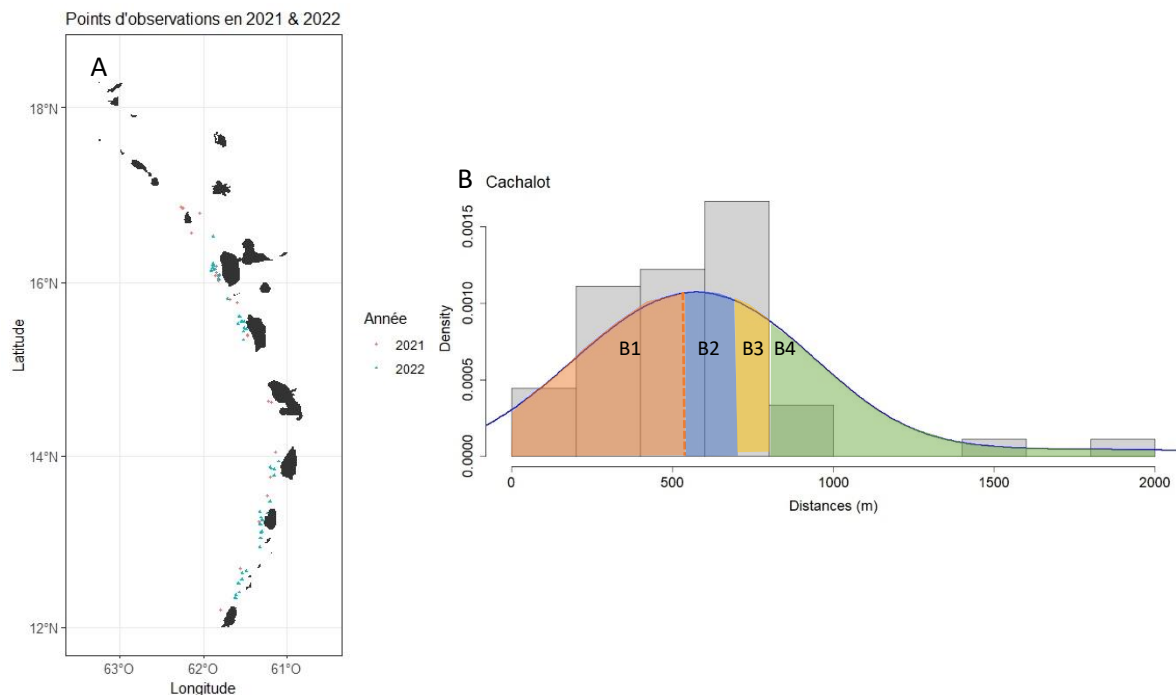 Points d'observations en 2021 & 2022
A
18°N
16°N
14°N
12°N
Latitude
63°O 62°O 61°O
Longitude
Année
2021
2022
B Cachalot
0.0015
0.0010
0.0005
0.0000
Density
B1 B2 B3 B4
0 500 1000 1500 2000
Distances (m)